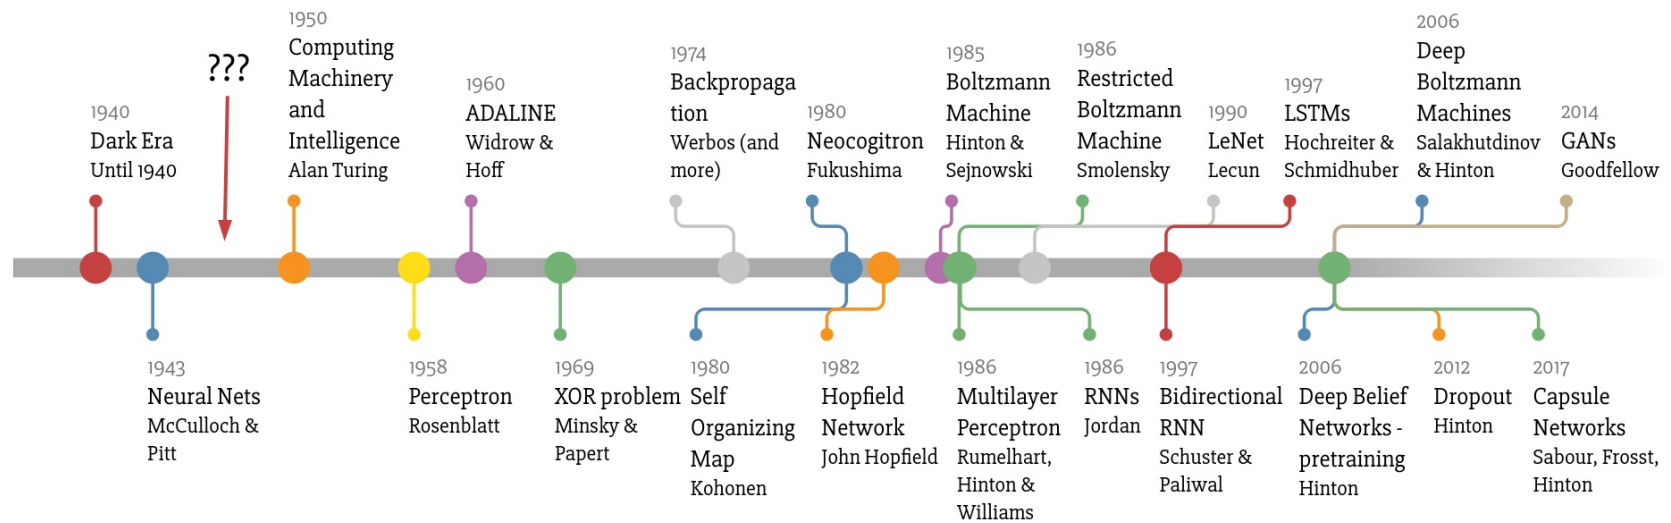 1940
Dark Era
Until 1940
???
1950
Computing
Machinery
and
Intelligence
Alan Turing
1960
ADALINE
Widrow &
Hoff
1974
Backpropaga
tion
Werbos (and
more)
1980
Neocogitron
Fukushima
1985
Boltzmann
Machine
Hinton &
Sejnowski
1986
Restricted
Boltzmann
Machine
Smolensky
1990
LeNet
Lecun
1997
LSTMs
Hochreiter &
Schmidhuber
2006
Deep
Boltzmann
Machines
Salakhutdinov
& Hinton
2014
GANs
Goodfellow
1943
Neural Nets
McCulloch &
Pitt
1958
Perceptron
Rosenblatt
1969
XOR problem
Minsky &
Papert
1980
Self
Organizing
Map
Kohonen
1982
Hopfield
Network
John Hopfield
1986
Multilayer
Perceptron
Rumelhart,
Hinton &
Williams
1986
RNNs
Jordan
1997
Bidirectional
RNN
Schuster &
Paliwal
2006
Deep Belief
Networks -
pretraining
Hinton
2012
Dropout
Hinton
2017
Capsule
Networks
Sabour, Frosst,
Hinton